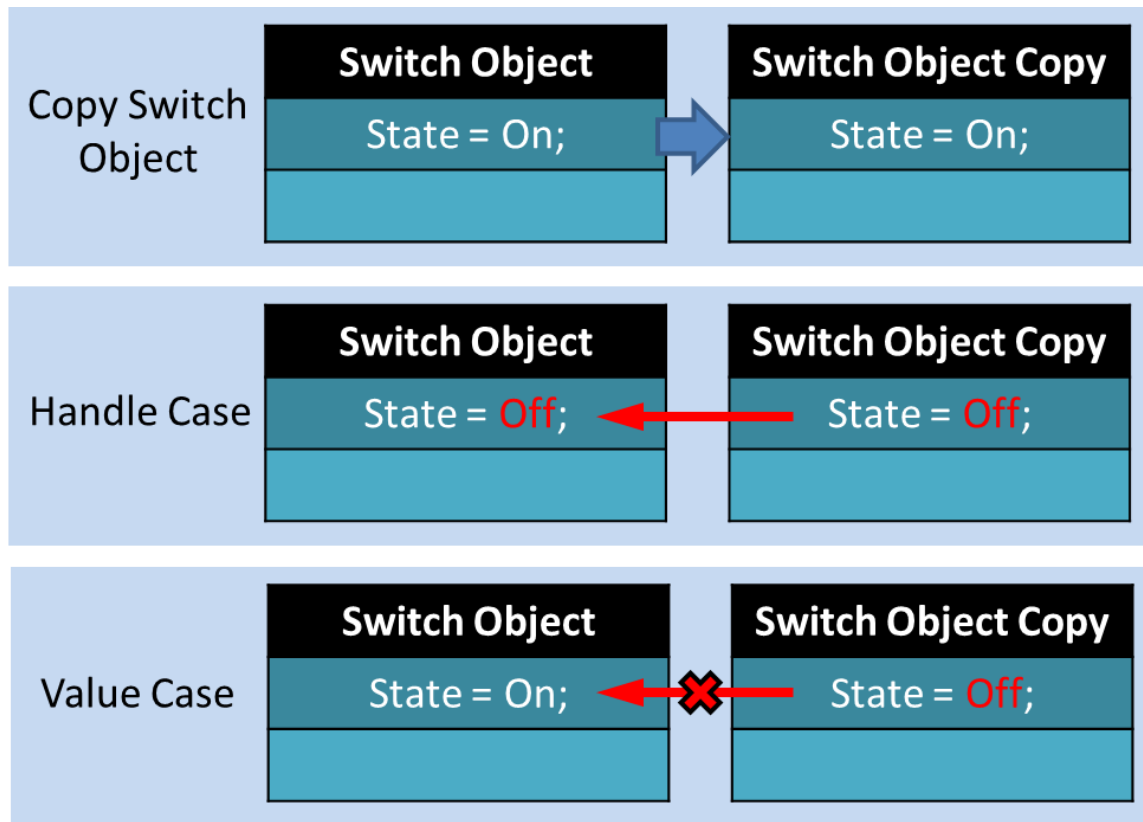 Copy Switch
Object
Switch Object
State = On;
Switch Object Copy
State = On;
Handle Case
Switch Object
State = Off;
Switch Object Copy
State = Off;
Value Case
Switch Object
State = On;
Switch Object Copy
State = Off;